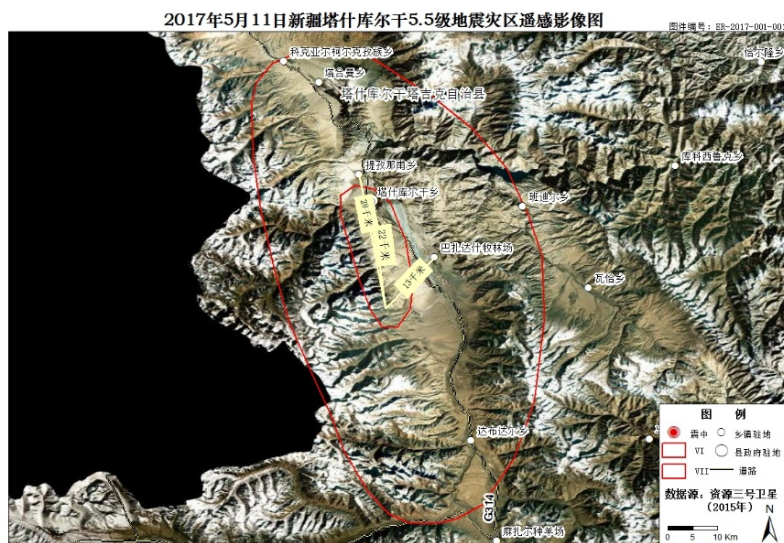 2017年5月11日新疆塔什库尔干5.5级地震灾区遥感影像图
图件编号：ER-2017-001-001
科克亚尔柯尔克孜族乡
塔合曼乡
塔什库尔干塔吉克自治县
恰尔隆乡
库科西鲁克乡
提孜那甫乡
塔什库尔干乡
班迪尔乡
28千米
22千米
13千米
巴扎达什牧林场
瓦恰乡
达布达尔乡
G314
麻扎尔种羊场
图 例
震中
乡镇驻地
VI
县政府驻地
VII
道路
数据源：资源三号卫星
（2015年）
N
0 5 10 Km